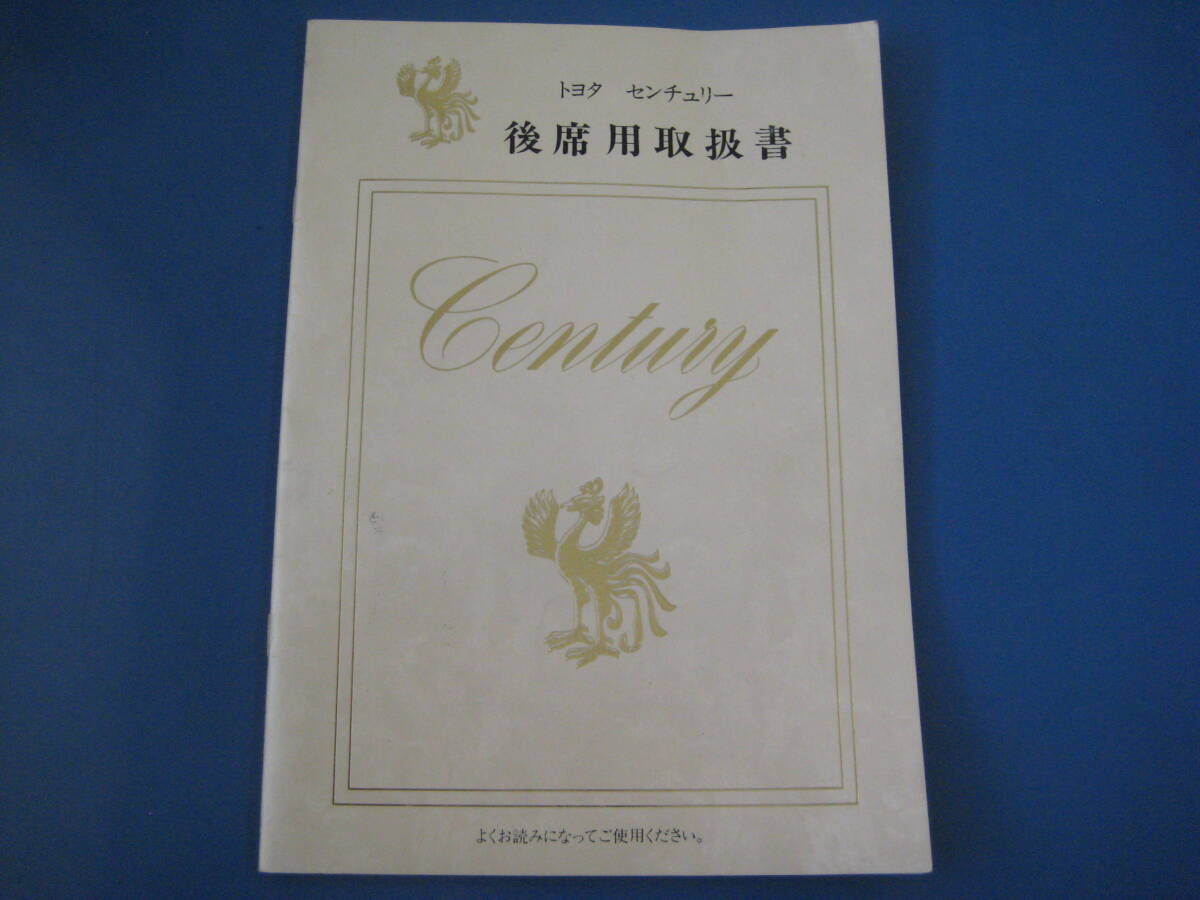 トヨタ センチュリー
後席用取扱書
Century
よくお読みになってご使用ください。